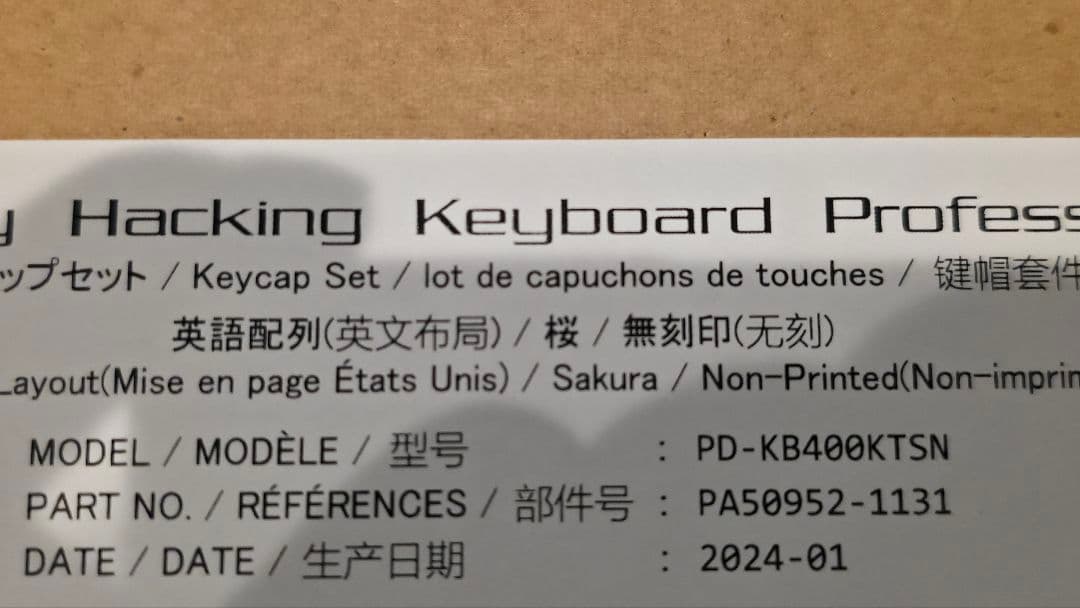 y Hacking Keyboard Profess
ップセット / Keycap Set / lot de capuchons de touches / 键帽套件
英語配列(英文布局) / 桜 / 無刻印(无刻)
Layout(Mise en page États Unis) / Sakura / Non-Printed(Non-imprim
MODEL / MODÈLE / 型号 : PD-KB400KTSN
PART NO. / RÉFÉRENCES / 部件号 : PA50952-1131
DATE / DATE / 生产日期 : 2024-01